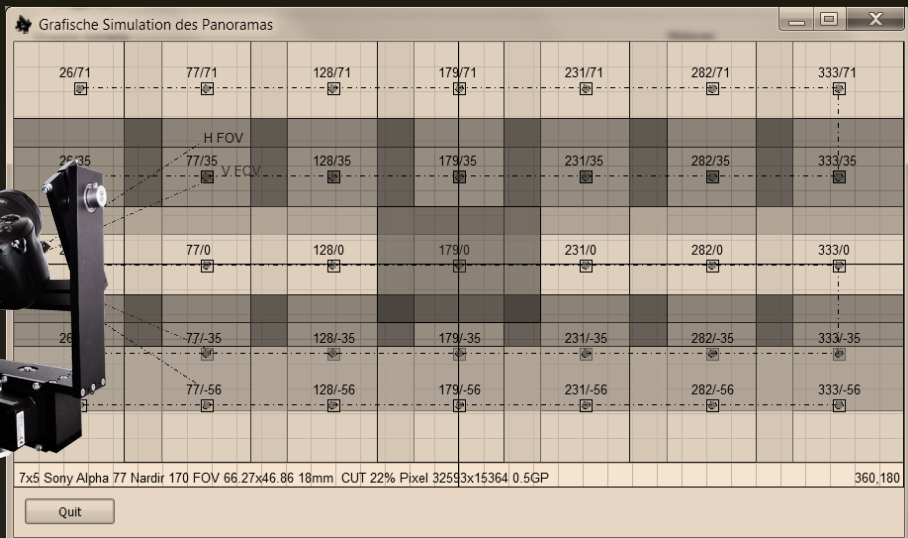 Grafische Simulation des Panoramas
26/71 77/71 128/71 179/71 231/71 282/71 333/71
H FOV
26/35 77/35 128/35 179/35 231/35 282/35 333/35
V FOV
77/0 128/0 179/0 231/0 282/0 333/0
77/-35 128/-35 179/-35 231/-35 282/-35 333/-35
77/-56 128/-56 179/-56 231/-56 282/-56 333/-56
7x5 Sony Alpha 77 Nardir 170 FOV 66.27x46.86 18mm CUT 22% Pixel 32593x15364 0.5GP 360,180
Quit